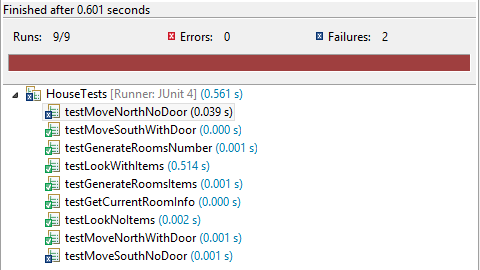 Finished after 0.601 seconds
Runs: 9/9 Errors: 0 Failures: 2
HouseTests [Runner: JUnit 4] (0.561 s)
testMoveNorthNoDoor (0.039 s)
testMoveSouthWithDoor (0.000 s)
testGenerateRoomsNumber (0.001 s)
testLookWithItems (0.514 s)
testGenerateRoomsItems (0.001 s)
testGetCurrentRoomInfo (0.000 s)
testLookNoItems (0.002 s)
testMoveNorthWithDoor (0.001 s)
testMoveSouthNoDoor (0.001 s)